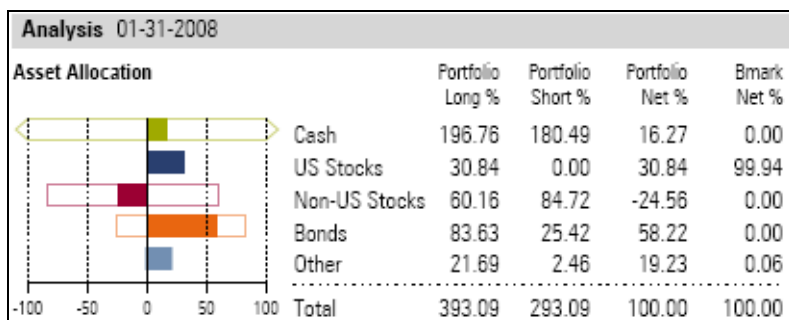 Analysis 01-31-2008
Asset Allocation Portfolio Long % Portfolio Short % Portfolio Net % Bmark Net %
Cash 196.76 180.49 16.27 0.00
US Stocks 30.84 0.00 30.84 99.94
Non-US Stocks 60.16 84.72 -24.56 0.00
Bonds 83.63 25.42 58.22 0.00
Other 21.69 2.46 19.23 0.06
-100 -50 0 50 100 Total 393.09 293.09 100.00 100.00